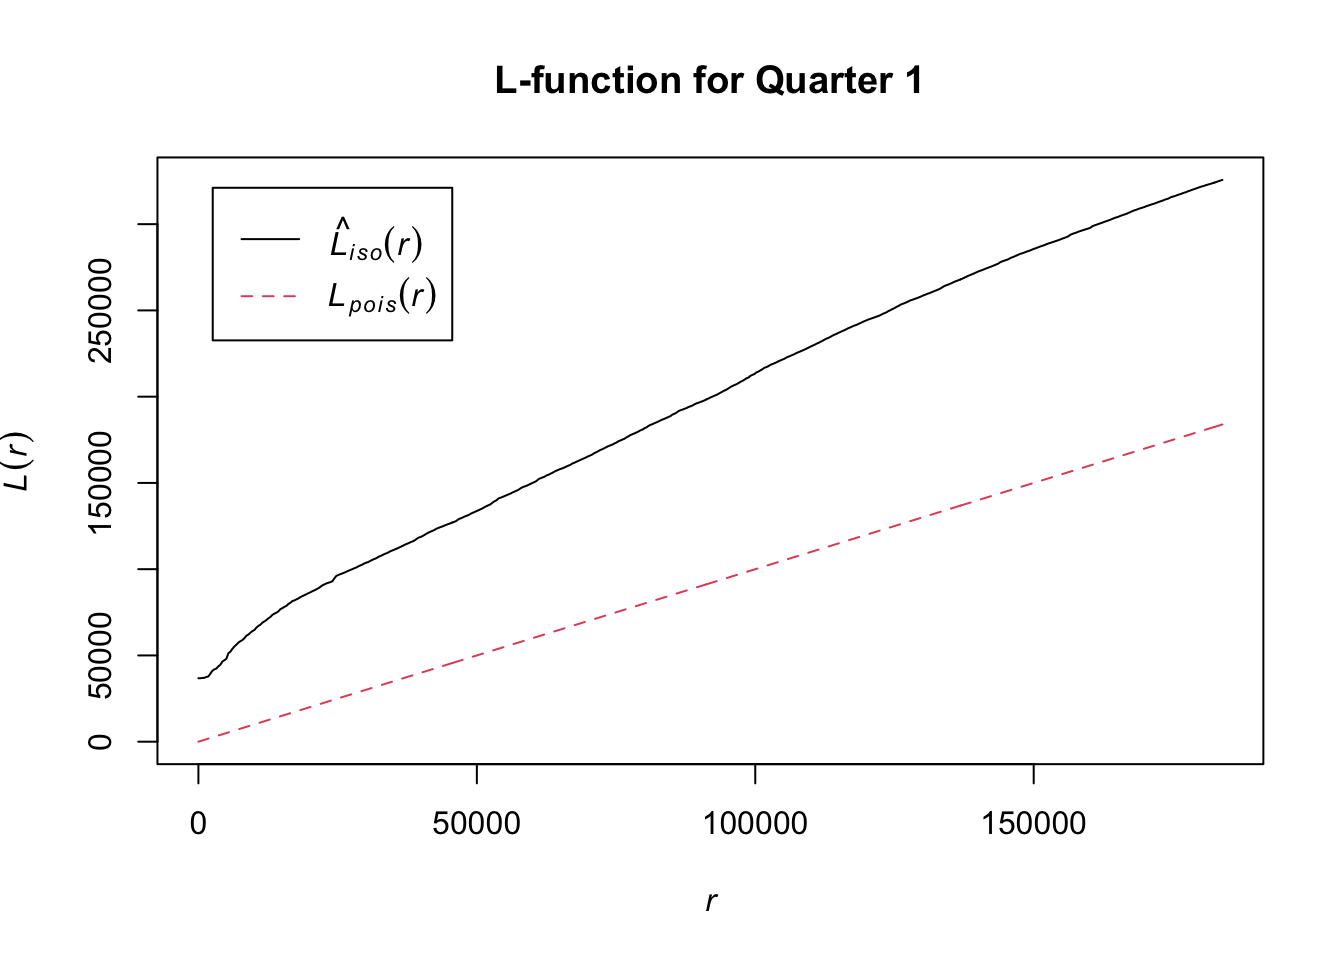 L-function for Quarter 1
L̂iso(r)
Lpois(r)
L(r)
250000
150000
50000
0
0 50000 100000 150000
r